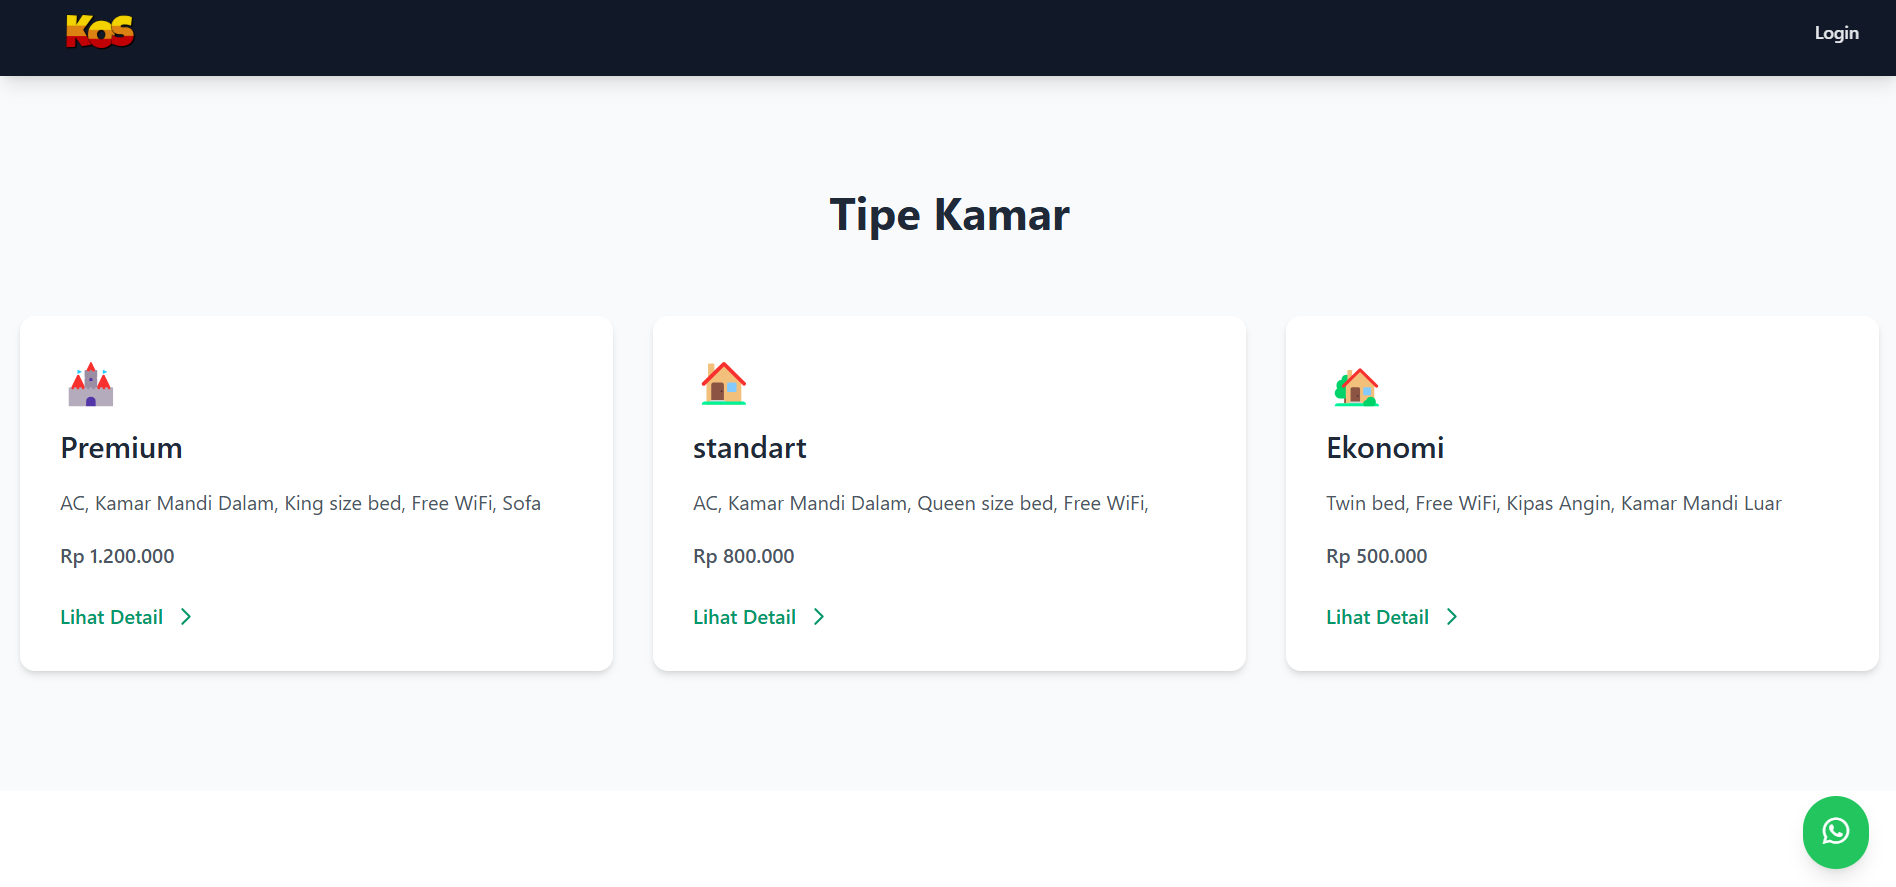 KOS
Login
Tipe Kamar
Premium
AC, Kamar Mandi Dalam, King size bed, Free WiFi, Sofa
Rp 1.200.000
Lihat Detail
standart
AC, Kamar Mandi Dalam, Queen size bed, Free WiFi,
Rp 800.000
Lihat Detail
Ekonomi
Twin bed, Free WiFi, Kipas Angin, Kamar Mandi Luar
Rp 500.000
Lihat Detail